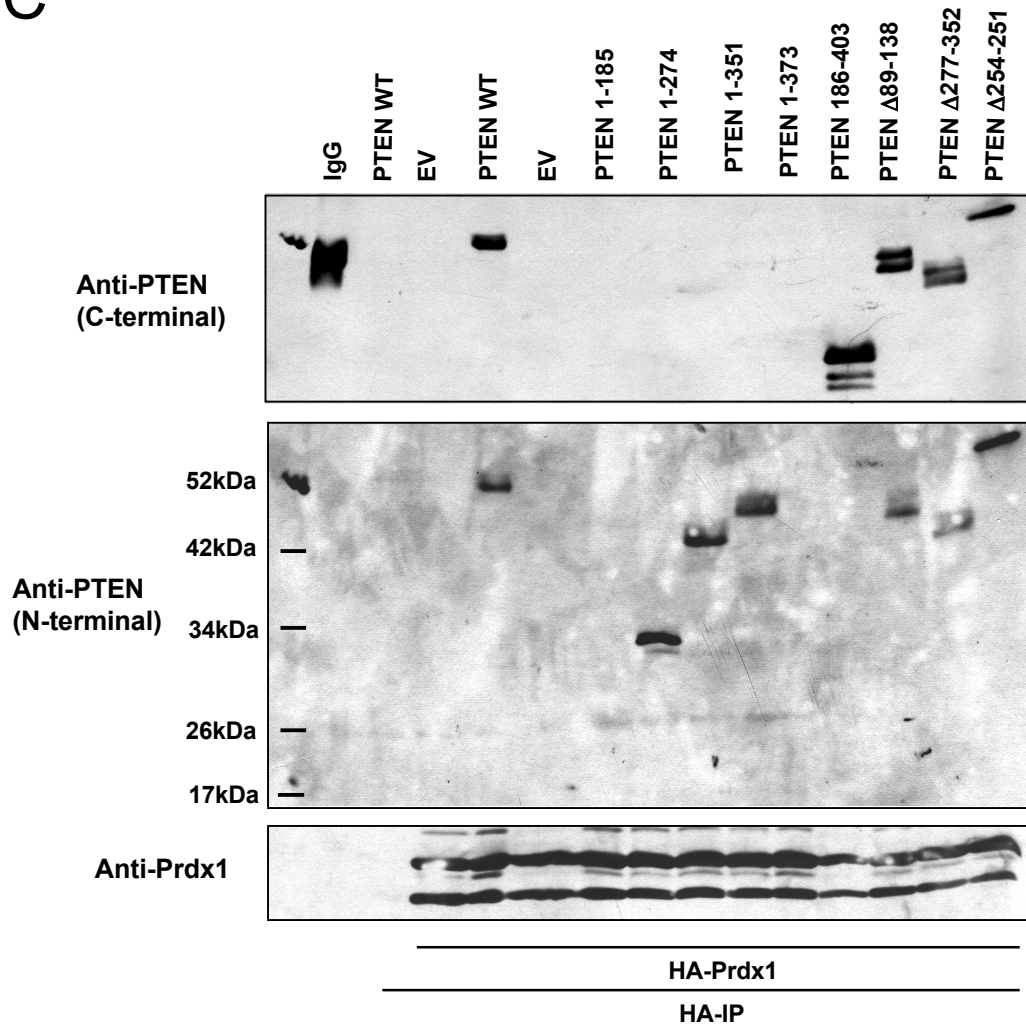 C
IgG
PTEN WT
EV
PTEN WT
EV
PTEN 1-185
PTEN 1-274
PTEN 1-351
PTEN 1-373
PTEN 186-403
PTEN Δ89-138
PTEN Δ277-352
PTEN Δ254-251
Anti-PTEN
(C-terminal)
52kDa
42kDa
Anti-PTEN
(N-terminal)
34kDa
26kDa
17kDa
Anti-Prdx1
HA-Prdx1
HA-IP